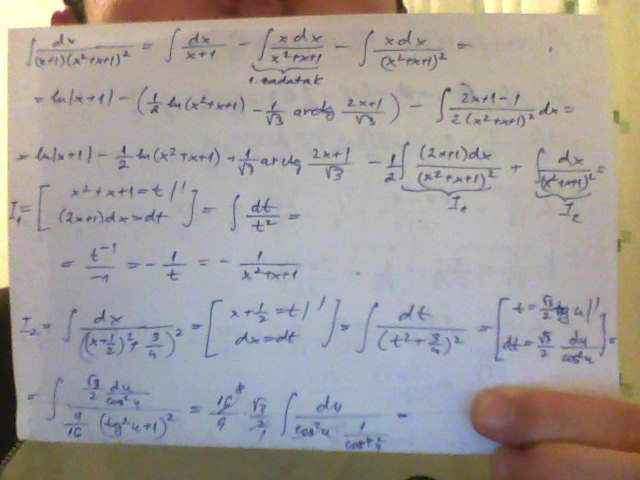 ∫ dx/((x+1)(x²+x+1)²) = ∫ dx/(x+1) - ∫ x dx/(x²+x+1) - ∫ x dx/(x²+x+1)² =
1 zadatak
= ln|x+1| - (1/2 ln(x²+x+1) - 1/√3 arctg (2x+1)/√3) - ∫ (2x+1-1)/(2(x²+x+1)²) dx =
= ln|x+1| - 1/2 ln(x²+x+1) + 1/√3 arctg (2x+1)/√3 - 1/2 ∫ (2x+1)dx/(x²+x+1)² + ∫ dx/(x²+x+1)² =
I₁ I₂
I₁ = [x²+x+1=t |' (2x+1)dx=dt] = ∫ dt/t² =
= t⁻¹/-1 = - 1/t = - 1/(x²+x+1)
I₂ = ∫ dx/((x+1/2)²+3/4)² = [x+1/2=t |' dx=dt] = ∫ dt/(t²+3/4)² = [t=√3/2 tg u |' dt=√3/2 du/cos²u] =
= ∫ (√3/2 du/cos²u)/(9/16 (tg²u+1)²) = 16/9 · √3/2 ∫ du/(cos²u · 1/cos⁴u) =